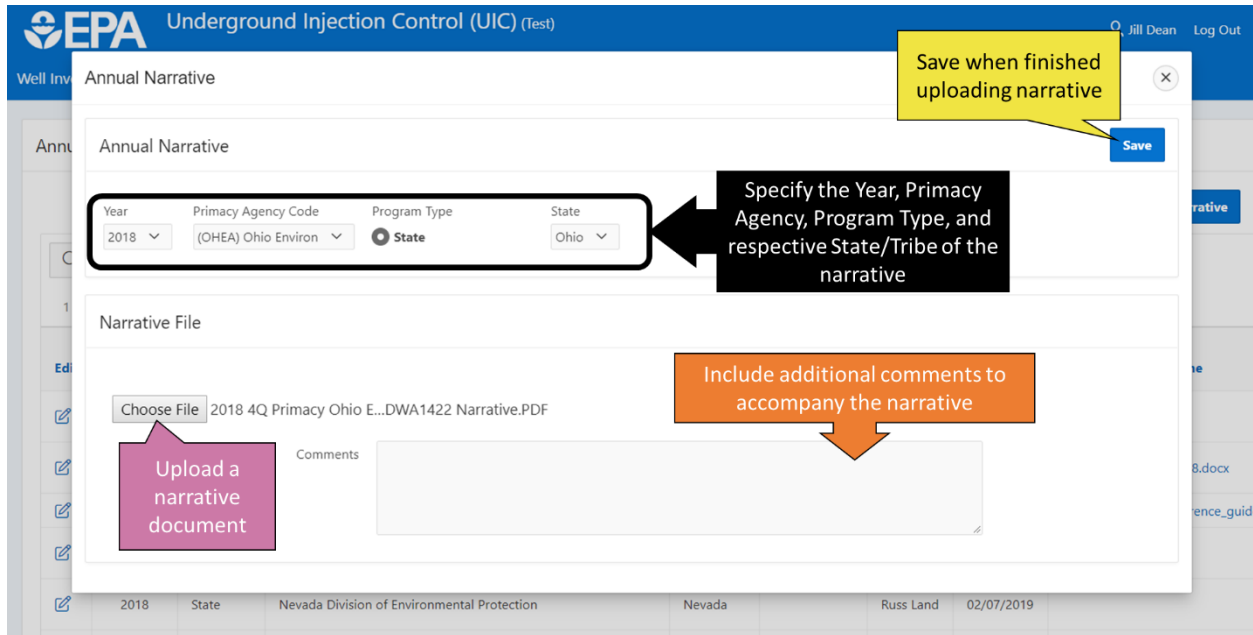 EPA Underground Injection Control (UIC) (Test)
Jill Dean Log Out
Save when finished
uploading narrative
Well Inv
Annual Narrative
Annual Narrative
Save
Annu
Specify the Year, Primacy
Agency, Program Type, and
respective State/Tribe of the
narrative
Year Primacy Agency Code Program Type State
2018 (OHEA) Ohio Environ State Ohio
rative
1
Narrative File
Edi
ne
Include additional comments to
accompany the narrative
Choose File 2018 4Q Primacy Ohio E...DWA1422 Narrative.PDF
Comments
Upload a
narrative
document
8.docx
rence_guid
2018 State Nevada Division of Environmental Protection Nevada Russ Land 02/07/2019